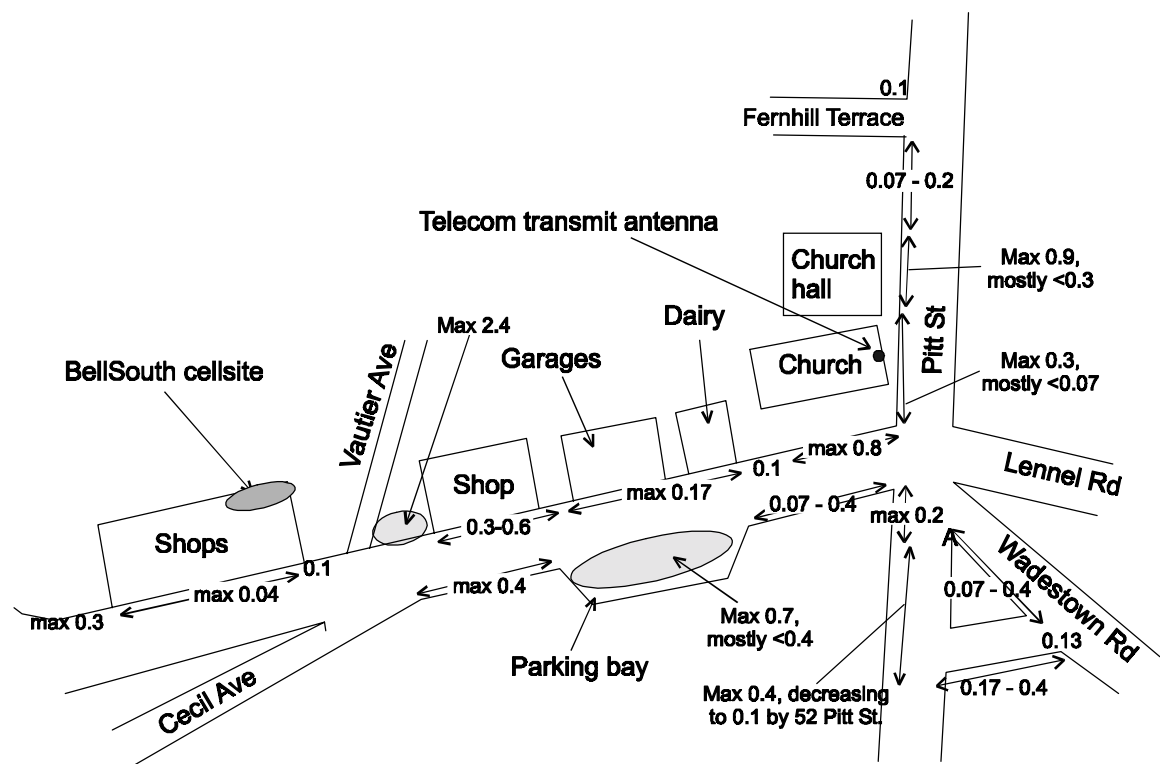 0.1
Fernhill Terrace
0.07 - 0.2
Telecom transmit antenna
Church
hall
Max 0.9,
mostly <0.3
Pitt St
Dairy
Max 2.4
Garages
Church
Max 0.3,
mostly <0.07
BellSouth cellsite
Vautier Ave
max 0.8
Lennel Rd
0.1
Shop
max 0.17
0.07 - 0.4
max 0.2
0.3-0.6
Shops
0.1
A
Wadestown Rd
max 0.4
0.07 - 0.4
max 0.04
max 0.3
Max 0.7,
mostly <0.4
0.13
Parking bay
Cecil Ave
Max 0.4, decreasing
to 0.1 by 52 Pitt St.
0.17 - 0.4